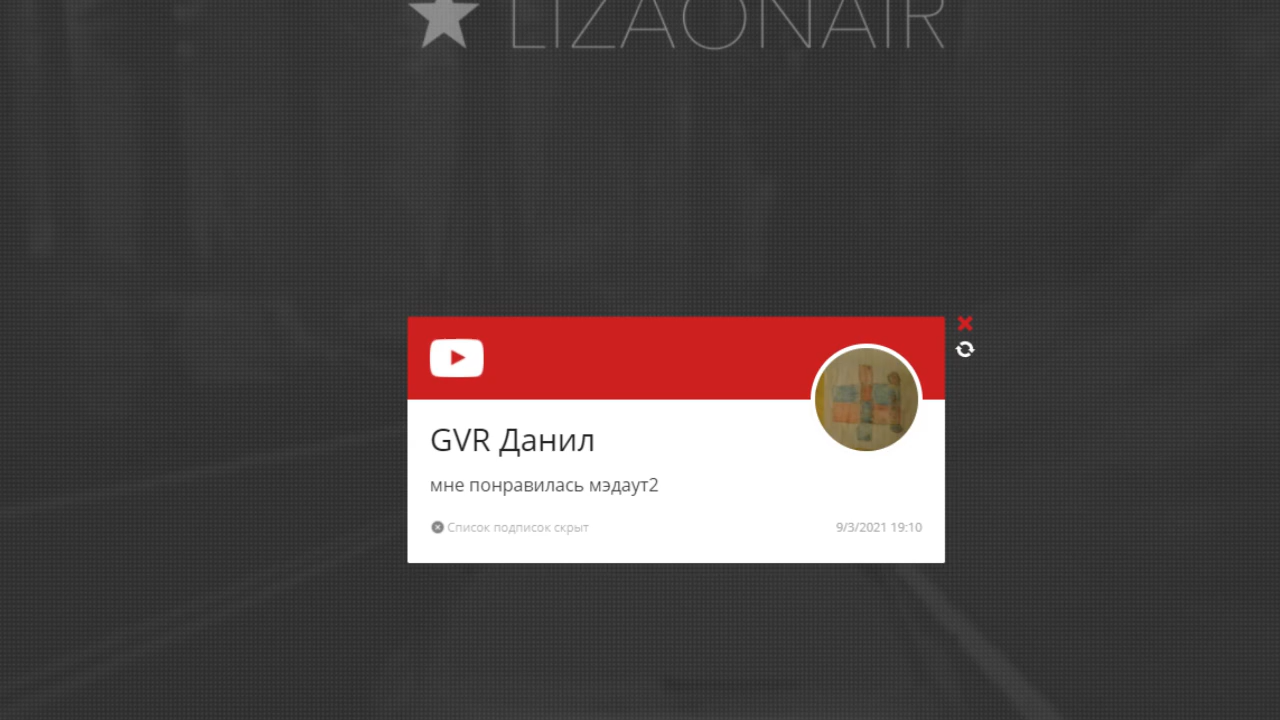 LIZAONAIR
GVR Данил
мне понравилась мэдаут2
Список подписок скрыт
9/3/2021 19:10